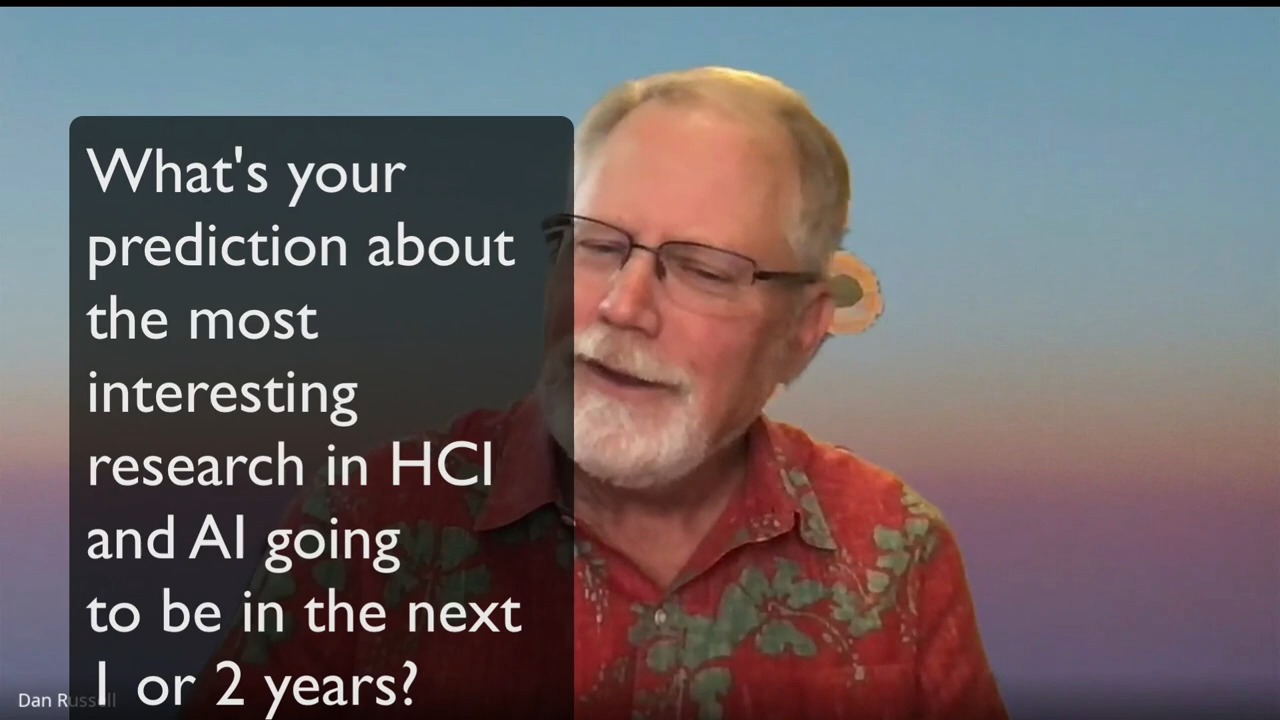 What's your
prediction about
the most
interesting
research in HCI
and AI going
to be in the next
1 or 2 years?
Dan Russell